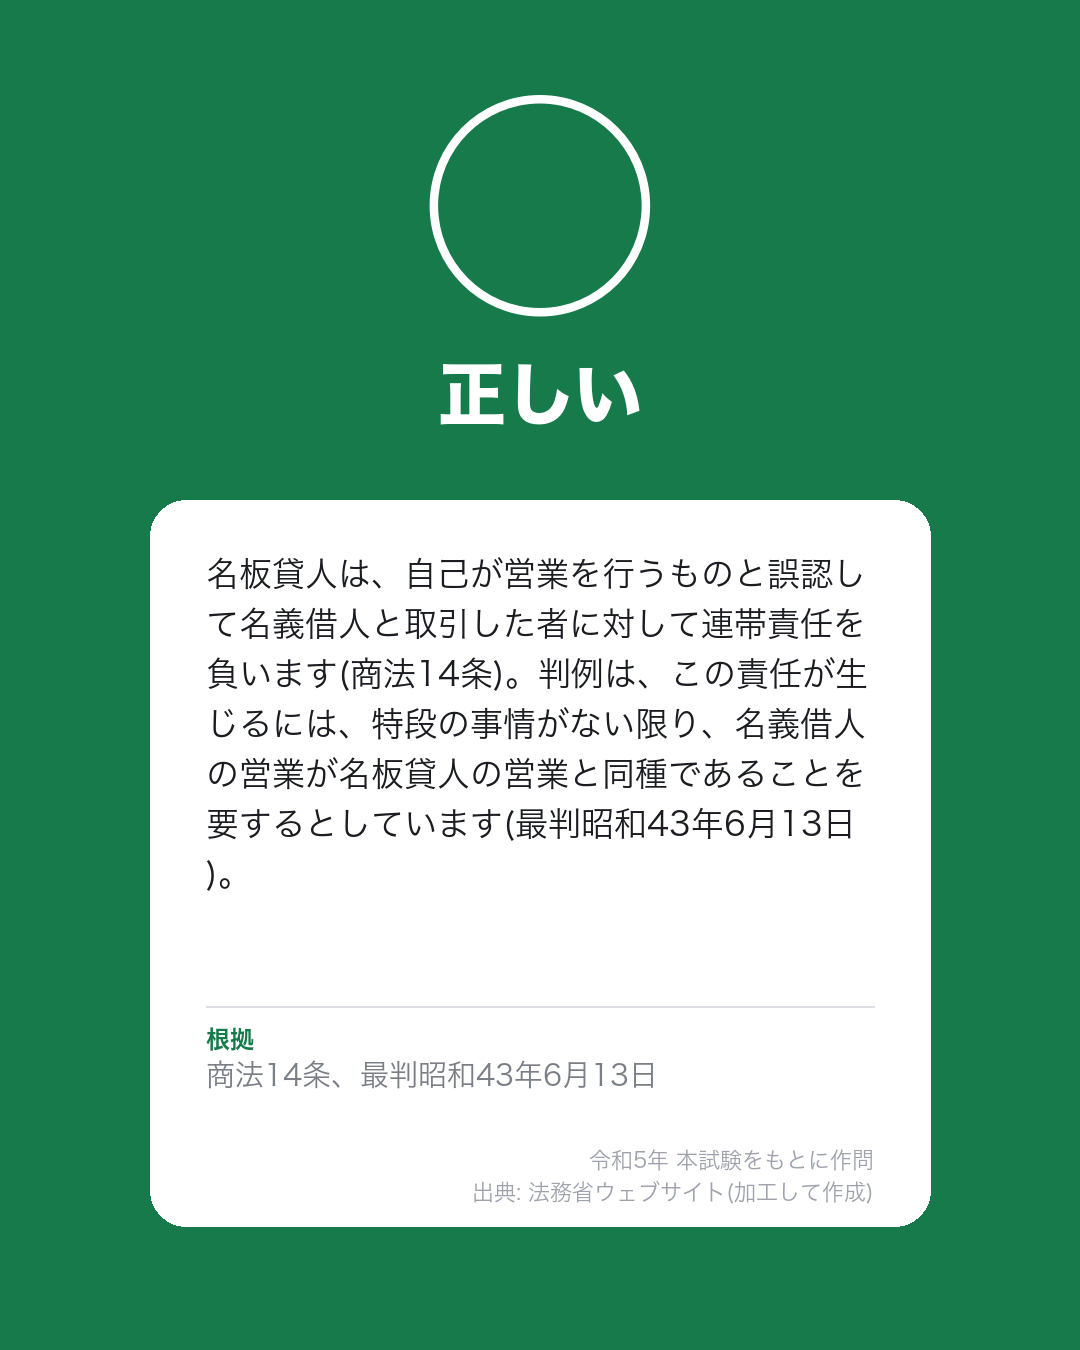 正しい
名板貸人は、自己が営業を行うものと誤認し
て名義借人と取引した者に対して連帯責任を
負います(商法14条)。判例は、この責任が生
じるには、特段の事情がない限り、名義借人
の営業が名板貸人の営業と同種であることを
要するとしています(最判昭和43年6月13日
)。
根拠
商法14条、最判昭和43年6月13日
令和5年 本試験をもとに作問
出典: 法務省ウェブサイト(加工して作成)